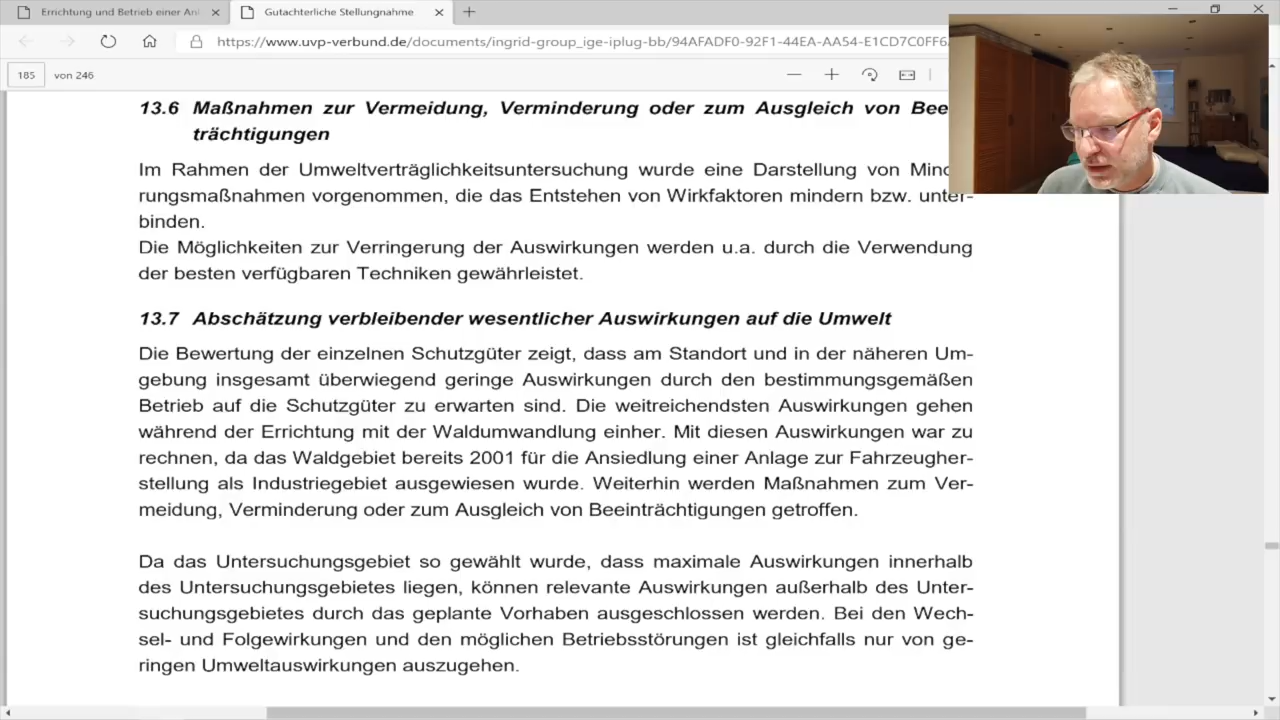 Errichtung und Betrieb einer Anl
Gutachterliche Stellungnahme
https://www.uvp-verbund.de/documents/ingrid-group_ige-iplug-bb/94AFADF0-92F1-44EA-AA54-E1CD7C0FF6
185 von 246
13.6 Maßnahmen zur Vermeidung, Verminderung oder zum Ausgleich von Bee
trächtigungen
Im Rahmen der Umweltverträglichkeitsuntersuchung wurde eine Darstellung von Mind
rungsmaßnahmen vorgenommen, die das Entstehen von Wirkfaktoren mindern bzw. unter-
binden.
Die Möglichkeiten zur Verringerung der Auswirkungen werden u.a. durch die Verwendung
der besten verfügbaren Techniken gewährleistet.
13.7 Abschätzung verbleibender wesentlicher Auswirkungen auf die Umwelt
Die Bewertung der einzelnen Schutzgüter zeigt, dass am Standort und in der näheren Um-
gebung insgesamt überwiegend geringe Auswirkungen durch den bestimmungsgemäßen
Betrieb auf die Schutzgüter zu erwarten sind. Die weitreichendsten Auswirkungen gehen
während der Errichtung mit der Waldumwandlung einher. Mit diesen Auswirkungen war zu
rechnen, da das Waldgebiet bereits 2001 für die Ansiedlung einer Anlage zur Fahrzeugher-
stellung als Industriegebiet ausgewiesen wurde. Weiterhin werden Maßnahmen zum Ver-
meidung, Verminderung oder zum Ausgleich von Beeinträchtigungen getroffen.
Da das Untersuchungsgebiet so gewählt wurde, dass maximale Auswirkungen innerhalb
des Untersuchungsgebietes liegen, können relevante Auswirkungen außerhalb des Unter-
suchungsgebietes durch das geplante Vorhaben ausgeschlossen werden. Bei den Wech-
sel- und Folgewirkungen und den möglichen Betriebsstörungen ist gleichfalls nur von ge-
ringen Umweltauswirkungen auszugehen.